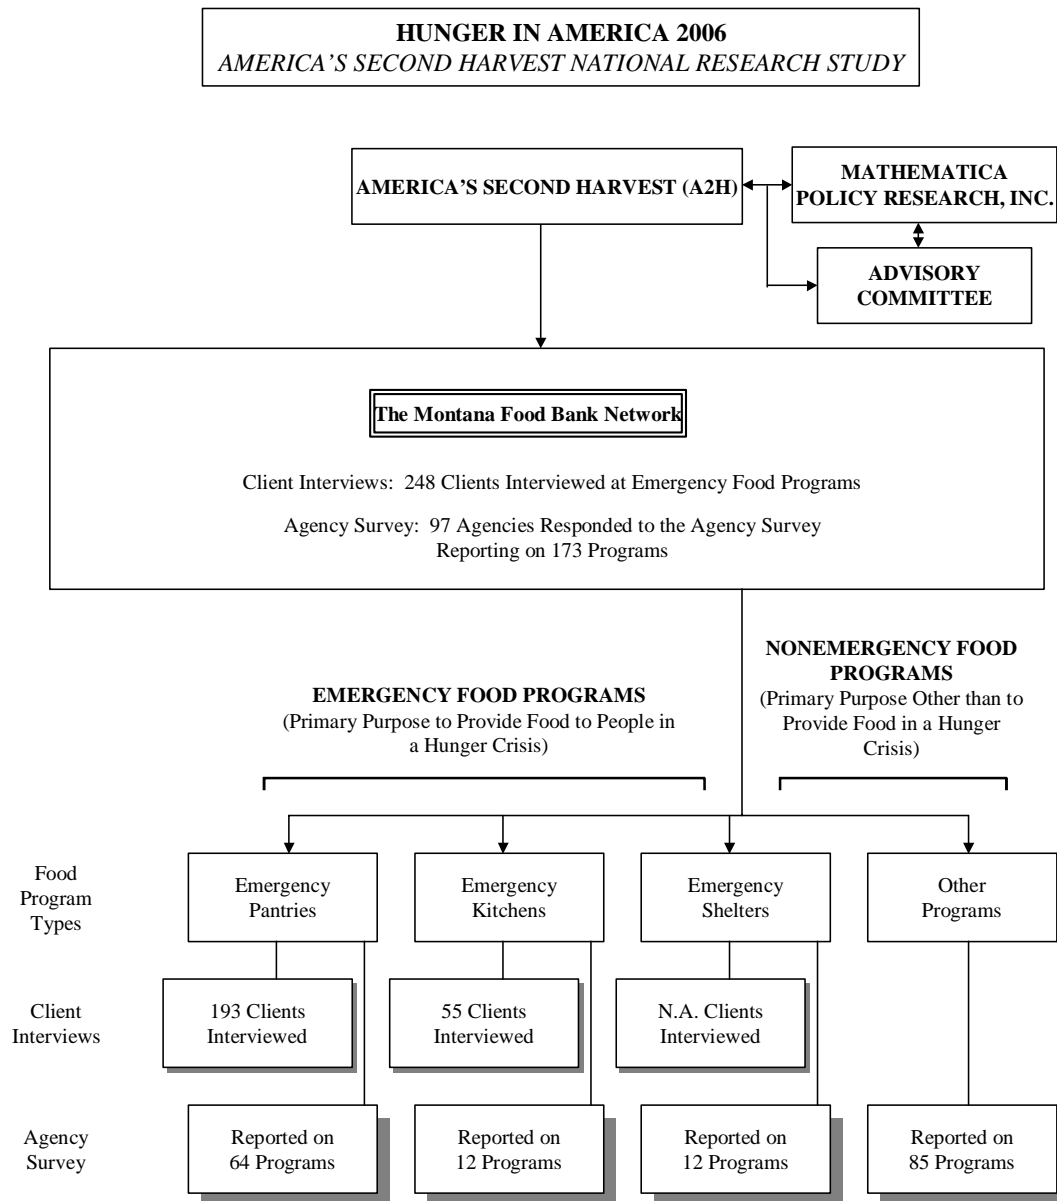 HUNGER IN AMERICA 2006
AMERICA'S SECOND HARVEST NATIONAL RESEARCH STUDY
AMERICA'S SECOND HARVEST (A2H)
MATHEMATICA
POLICY RESEARCH, INC.
ADVISORY
COMMITTEE
The Montana Food Bank Network
Client Interviews: 248 Clients Interviewed at Emergency Food Programs
Agency Survey: 97 Agencies Responded to the Agency Survey
Reporting on 173 Programs
EMERGENCY FOOD PROGRAMS
(Primary Purpose to Provide Food to People in
a Hunger Crisis)
NONEMERGENCY FOOD
PROGRAMS
(Primary Purpose Other than to
Provide Food in a Hunger
Crisis)
Food
Program
Types
Emergency
Pantries
Emergency
Kitchens
Emergency
Shelters
Other
Programs
Client
Interviews
193 Clients
Interviewed
55 Clients
Interviewed
N.A. Clients
Interviewed
Agency
Survey
Reported on
64 Programs
Reported on
12 Programs
Reported on
12 Programs
Reported on
85 Programs